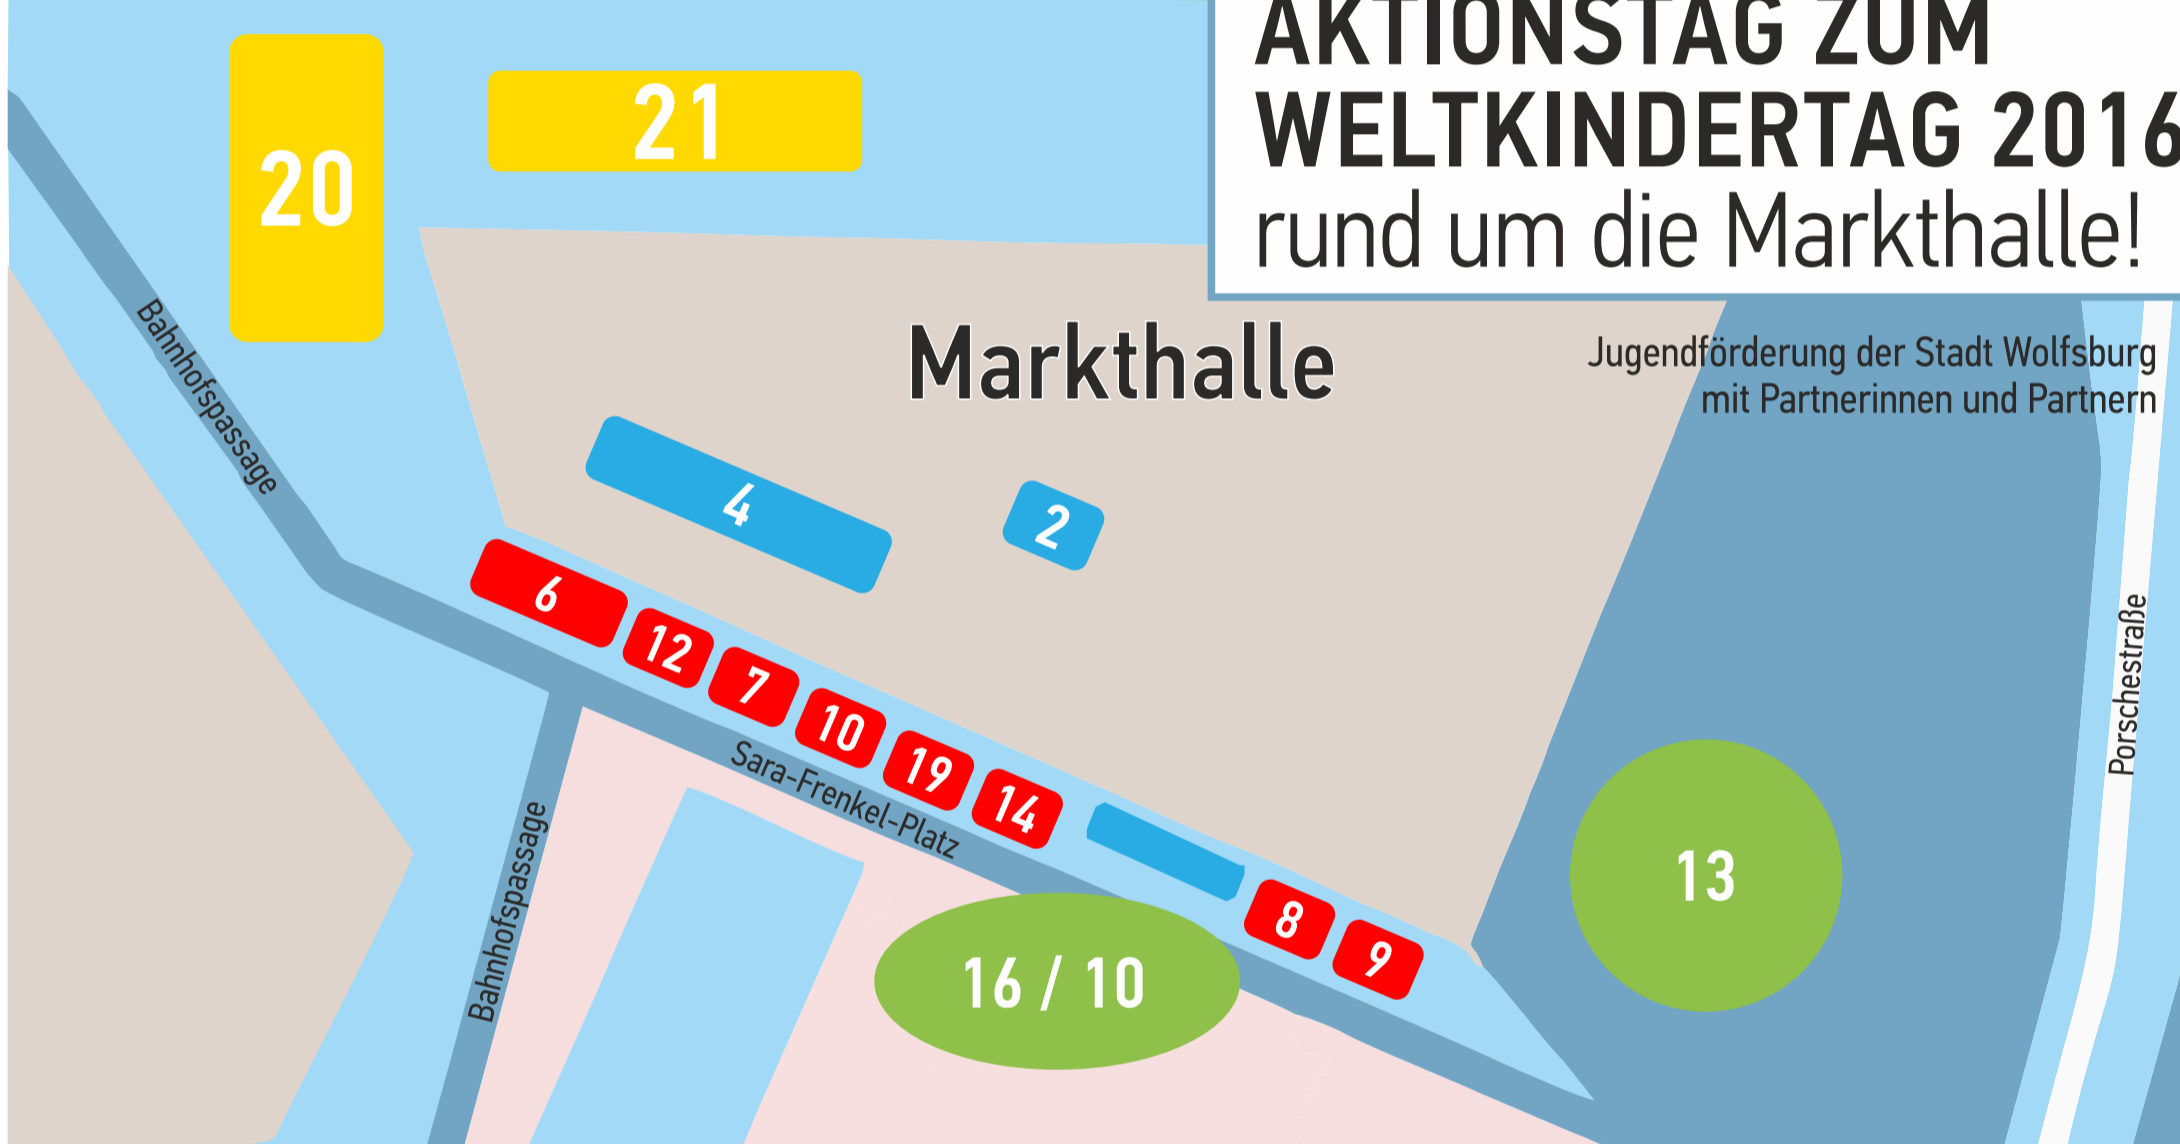 AKTIONSTAG ZUM
WELTKINDERTAG 2016
rund um die Markthalle!
Jugendförderung der Stadt Wolfsburg
mit Partnerinnen und Partnern
20
21
Markthalle
Bahnhofspassage
4
2
6
12
7
10
19
14
8
9
Sara-Frenkel-Platz
Bahnhofspassage
16 / 10
13
Porschestraße